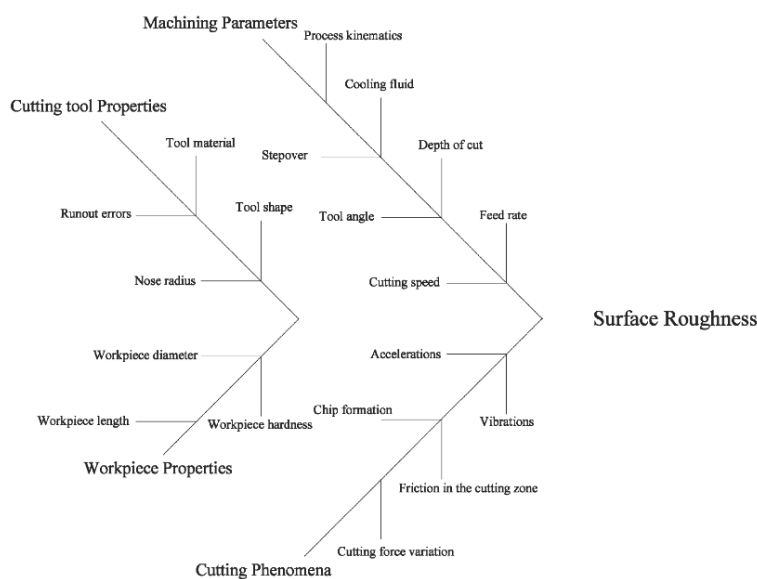 Machining Parameters
Process kinematics
Cooling fluid
Cutting tool Properties
Tool material
Depth of cut
Stepover
Runout errors
Tool shape
Tool angle
Feed rate
Nose radius
Cutting speed
Surface Roughness
Workpiece diameter
Accelerations
Chip formation
Workpiece length
Workpiece hardness
Vibrations
Workpiece Properties
Friction in the cutting zone
Cutting force variation
Cutting Phenomena